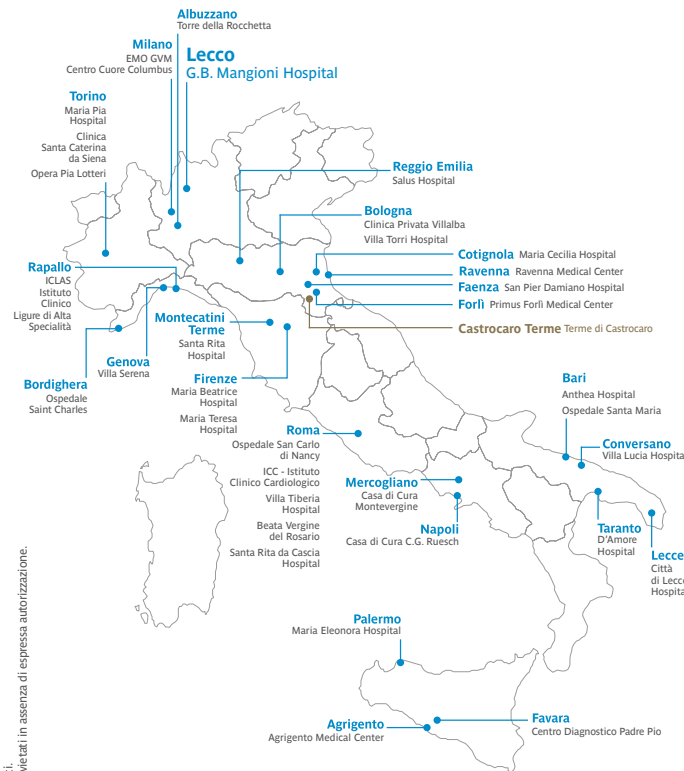 Albuzzano
Torre della Rocchetta
Milano
EMO GVM
Centro Cuore Columbus
Lecco
G.B. Mangioni Hospital
Torino
Maria Pia
Hospital
Clinica
Santa Caterina
da Siena
Opera Pia Lotteri
Reggio Emilia
Salus Hospital
Bologna
Clinica Privata Villalba
Villa Torri Hospital
Cotignola Maria Cecilia Hospital
Ravenna Ravenna Medical Center
Faenza San Pier Damiano Hospital
Forlì Primus Forlì Medical Center
Castrocaro Terme Terme di Castrocaro
Rapallo
ICLAS
Istituto
Clinico
Ligure di Alta
Specialità
Montecatini
Terme
Santa Rita
Hospital
Genova
Villa Serena
Bordighera
Ospedale
Saint Charles
Firenze
Maria Beatrice
Hospital
Maria Teresa
Hospital
Roma
Ospedale San Carlo
di Nancy
ICC - Istituto
Clinico Cardiologico
Villa Tiberia
Hospital
Beata Vergine
del Rosario
Santa Rita da Cascia
Hospital
Mercogliano
Casa di Cura
Montevergine
Napoli
Casa di Cura C.G. Ruesch
Bari
Anthea Hospital
Ospedale Santa Maria
Conversano
Villa Lucia Hospita
Taranto
D'Amore
Hospital
Lecce
Città
di Lecce
Hospita
Palermo
Maria Eleonora Hospital
Agrigento
Agrigento Medical Center
Favara
Centro Diagnostico Padre Pio
vietati in assenza di espressa autorizzazione.